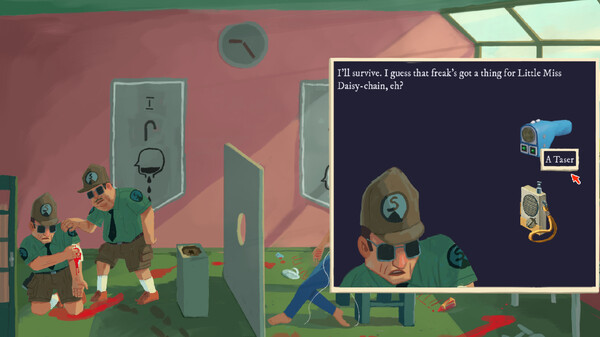 I'll survive. I guess that freak's got a thing for Little Miss
Daisy-chain, eh?
A Taser
S